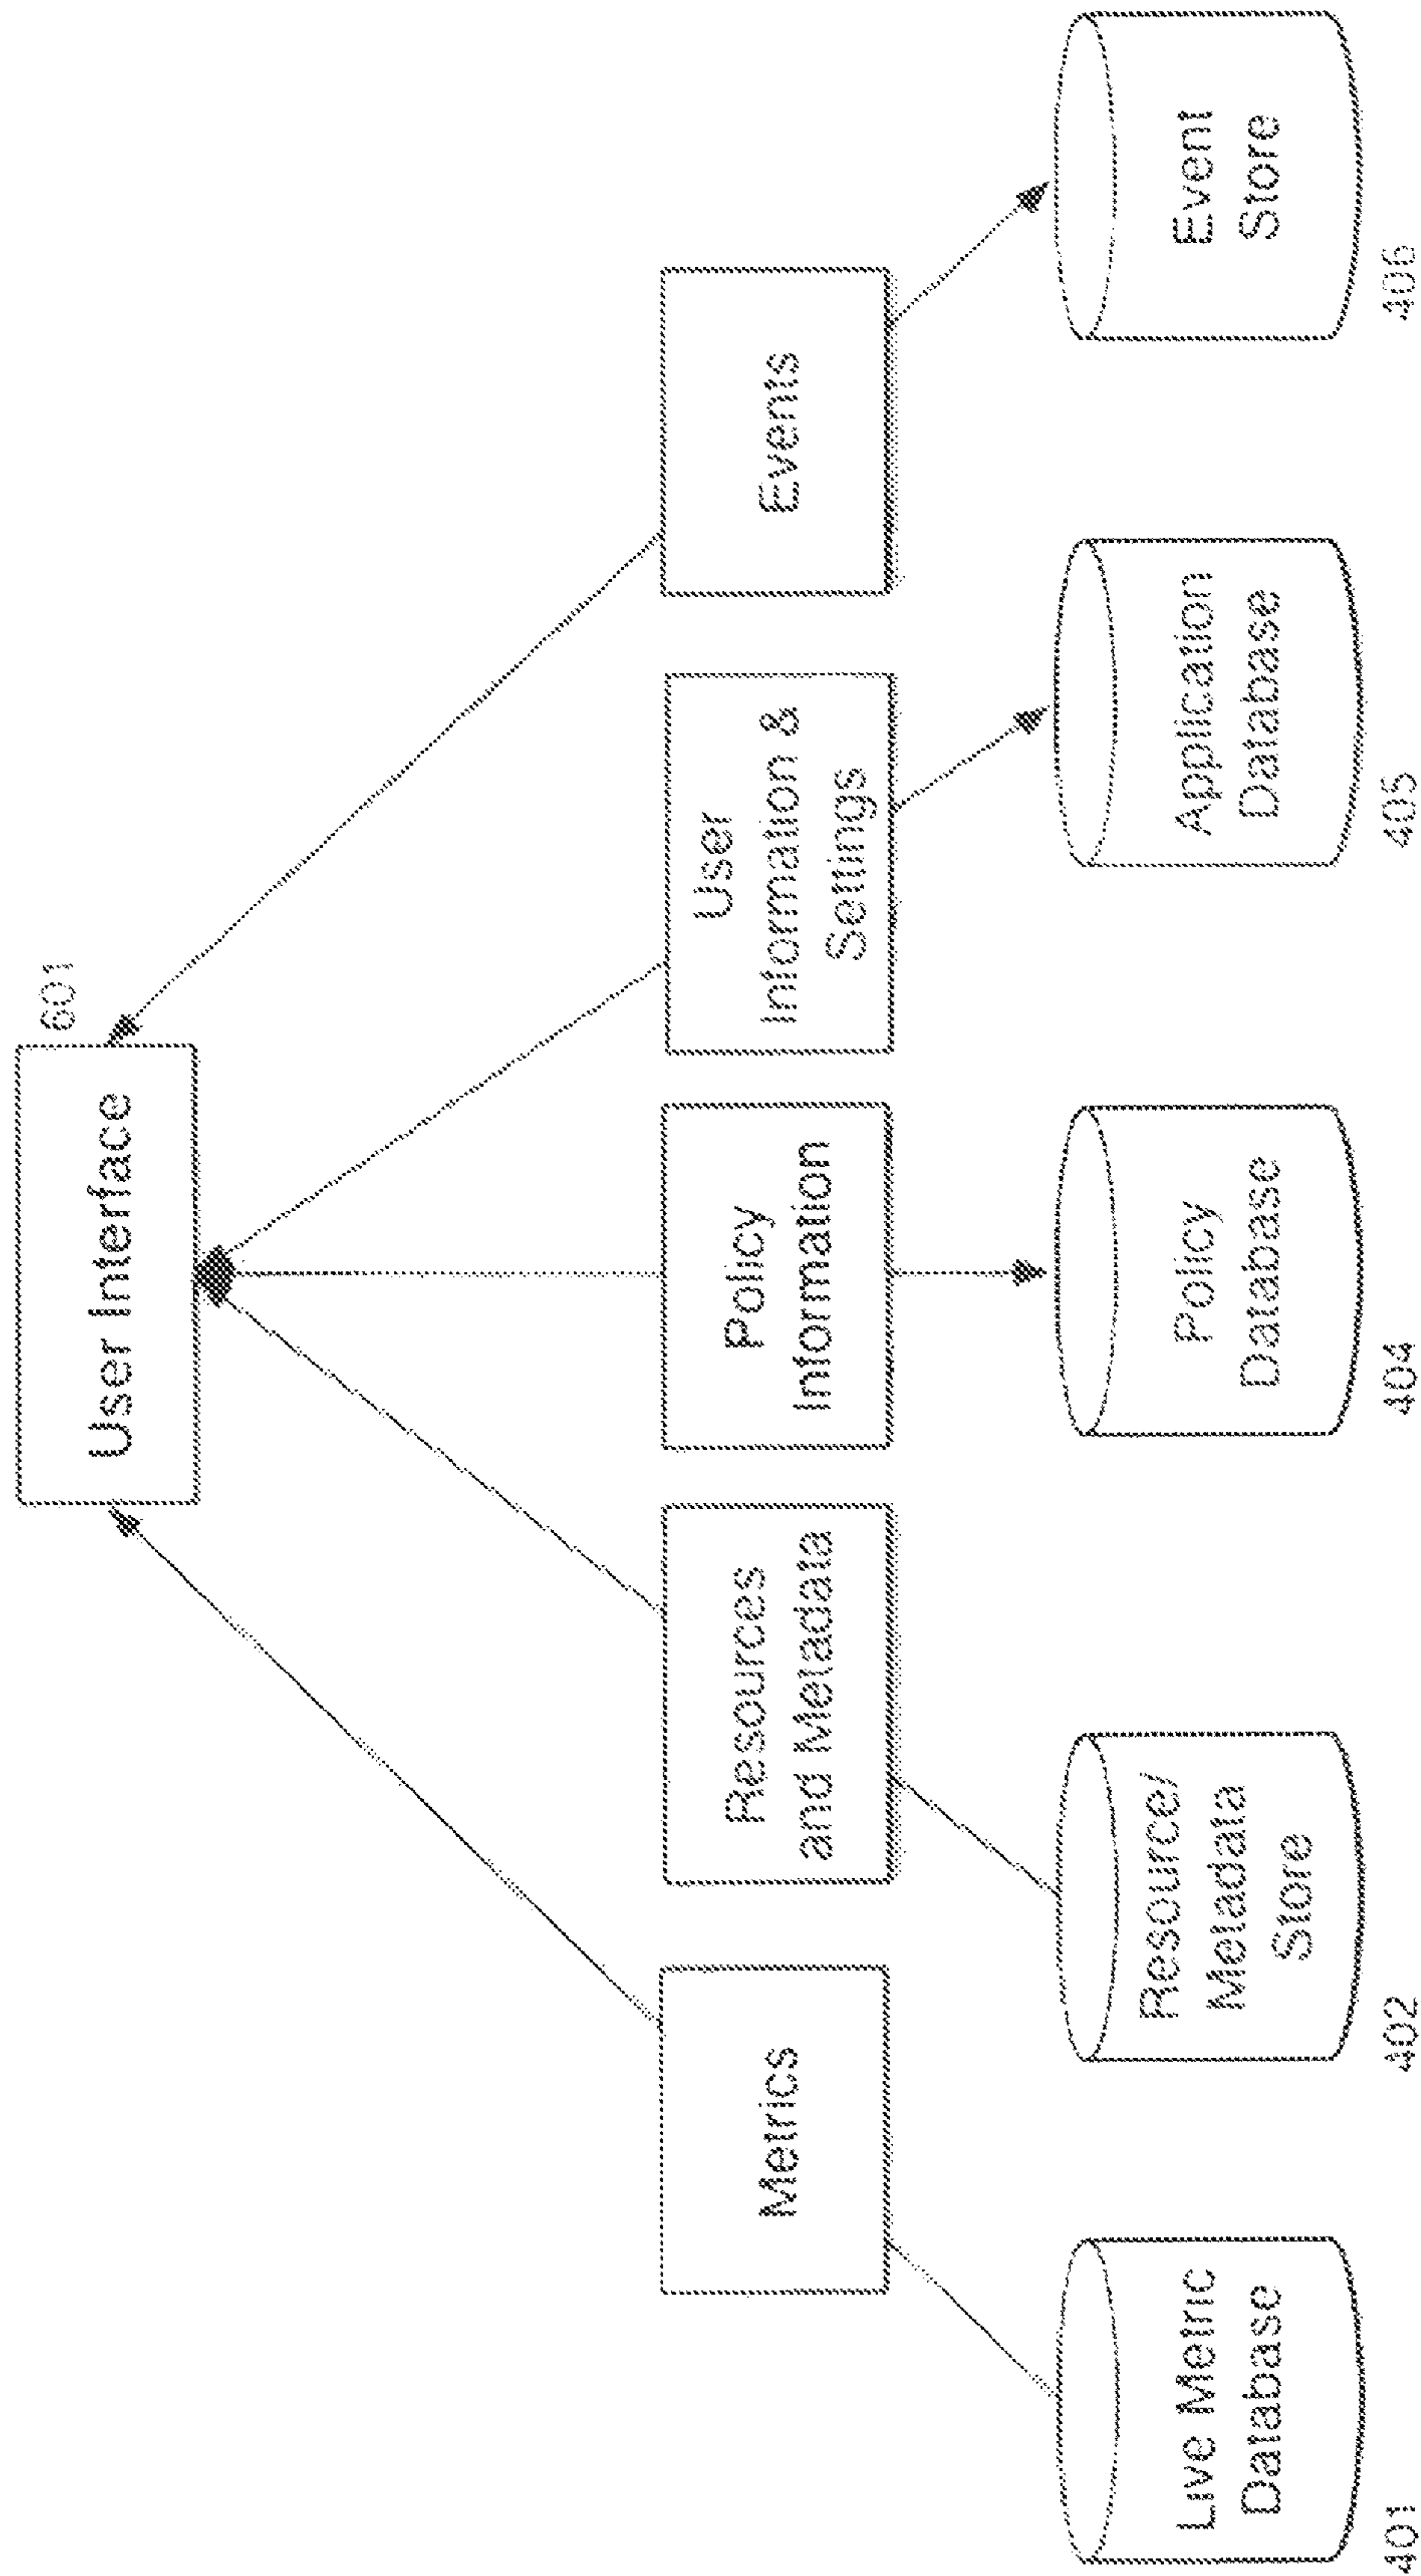 User Interface
601
Metrics
Resources
and Metadata
Policy
Information
User
Information &
Settings
Events
Live Metric
Database
401
Resource/
Metadata
Store
402
Policy
Database
404
Application
Database
405
Event
Store
406